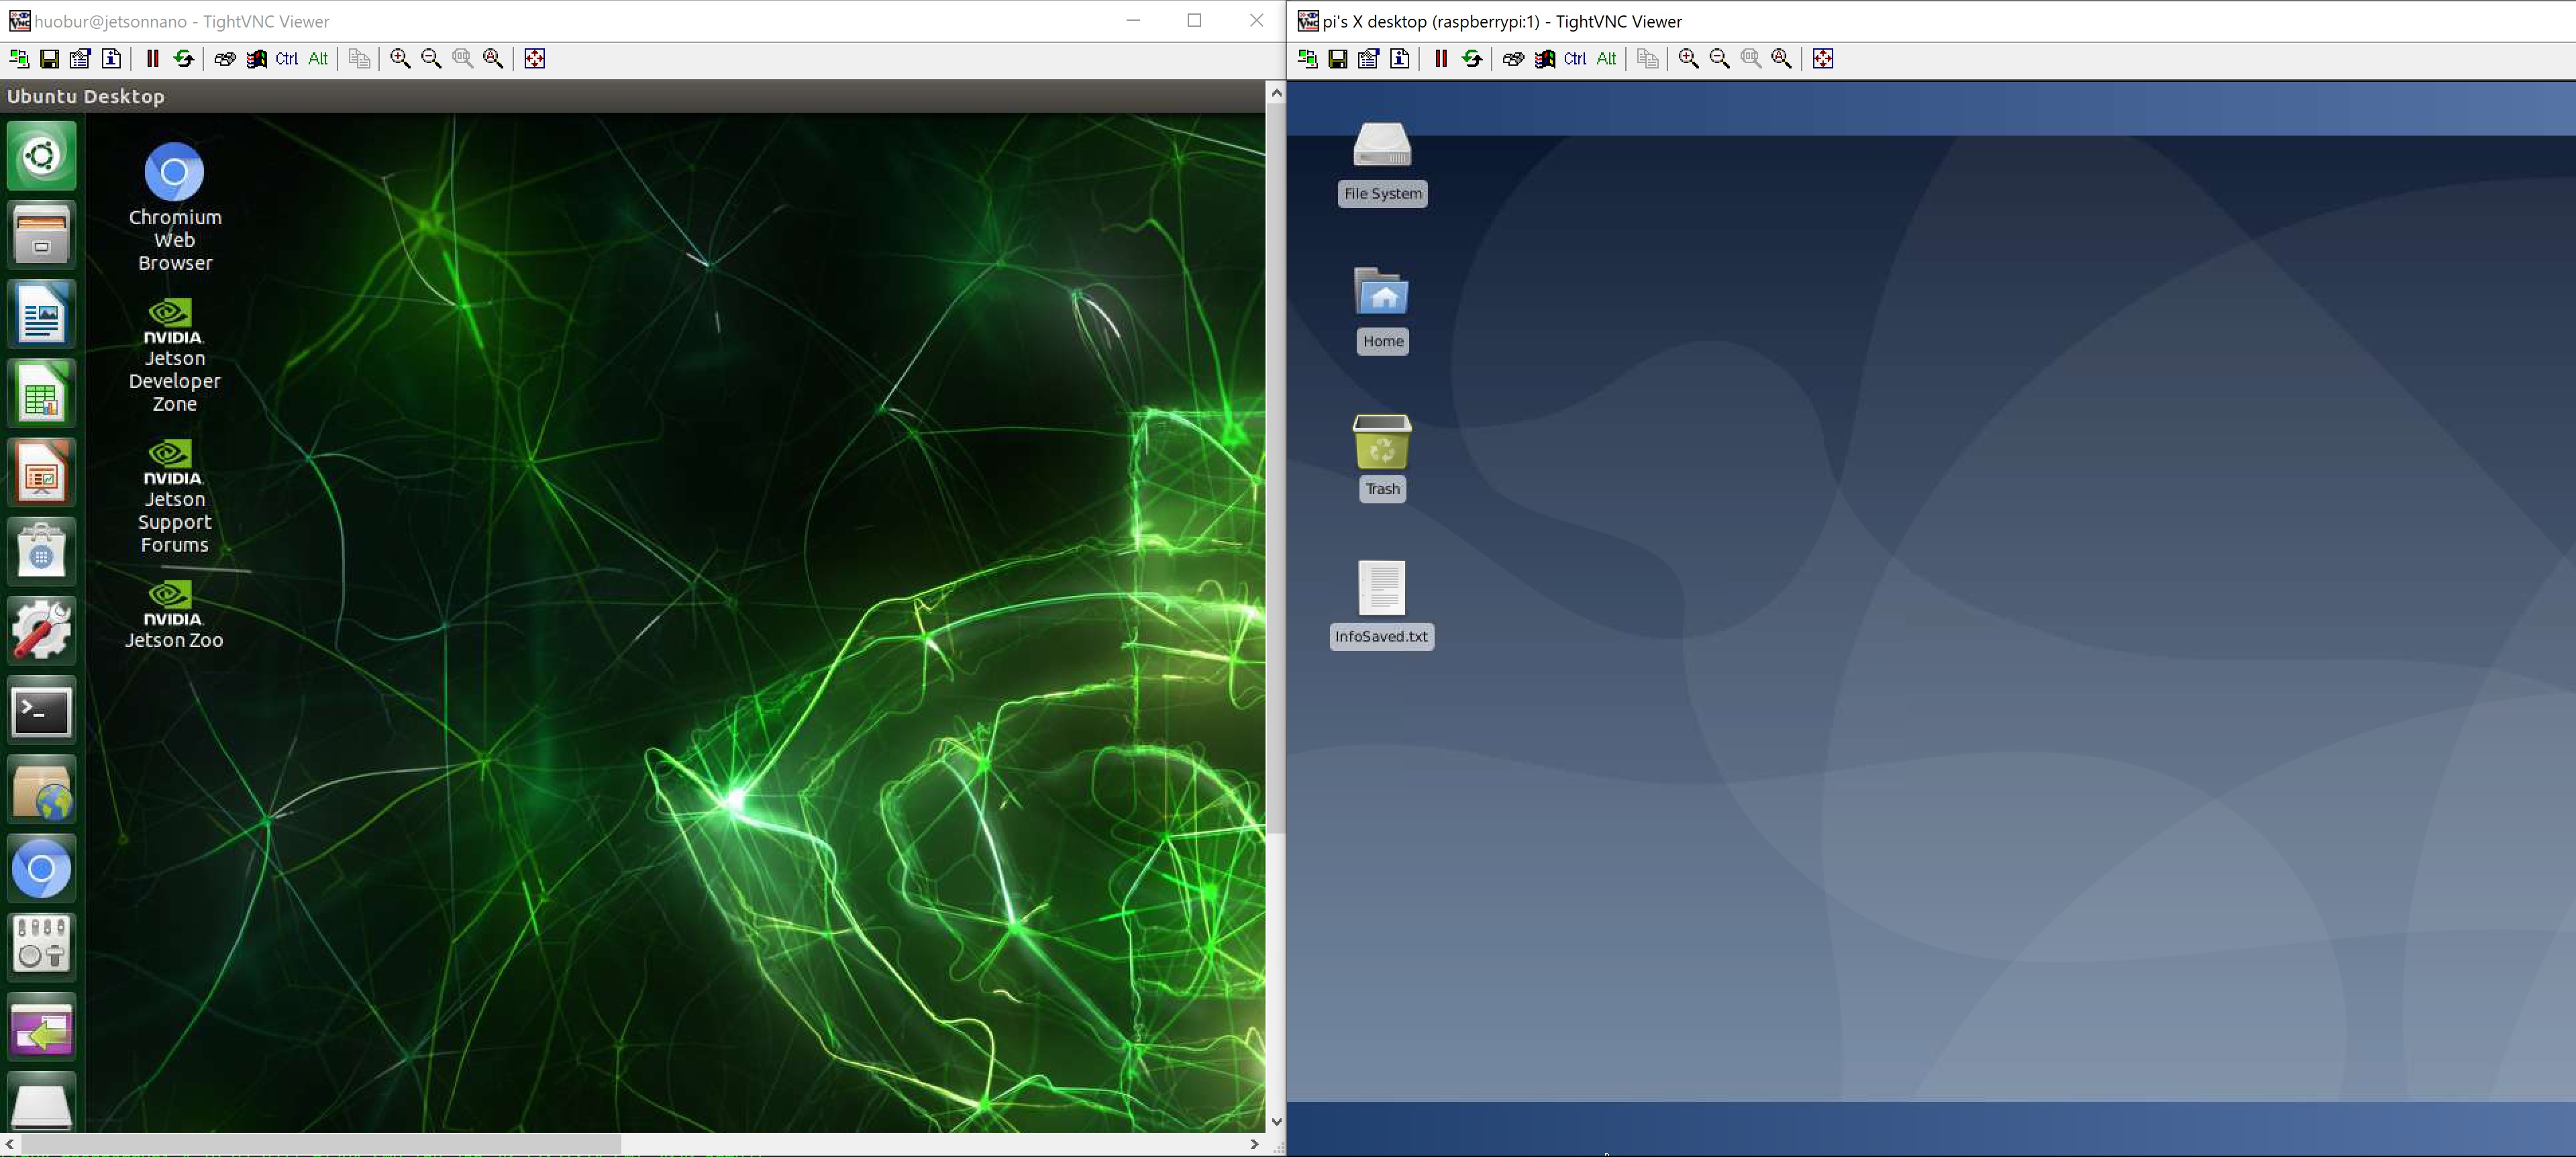 huobur@jetsonnano - TightVNC Viewer
Ctrl Alt
Ubuntu Desktop
Chromium
Web
Browser
NVIDIA.
Jetson
Developer
Zone
NVIDIA.
Jetson
Support
Forums
NVIDIA.
Jetson Zoo
pi's X desktop (raspberrypi:1) - TightVNC Viewer
Ctrl Alt
File System
Home
Trash
InfoSaved.txt